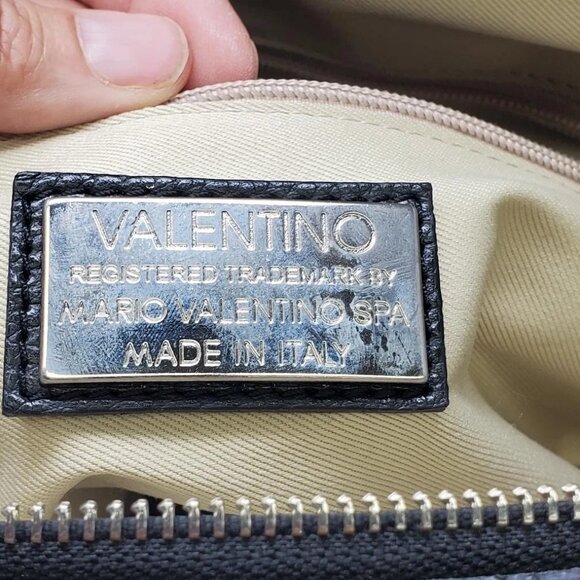 VALENTINO
REGISTERED TRADEMARK BY
MARIO VALENTINO SPA
MADE IN ITALY